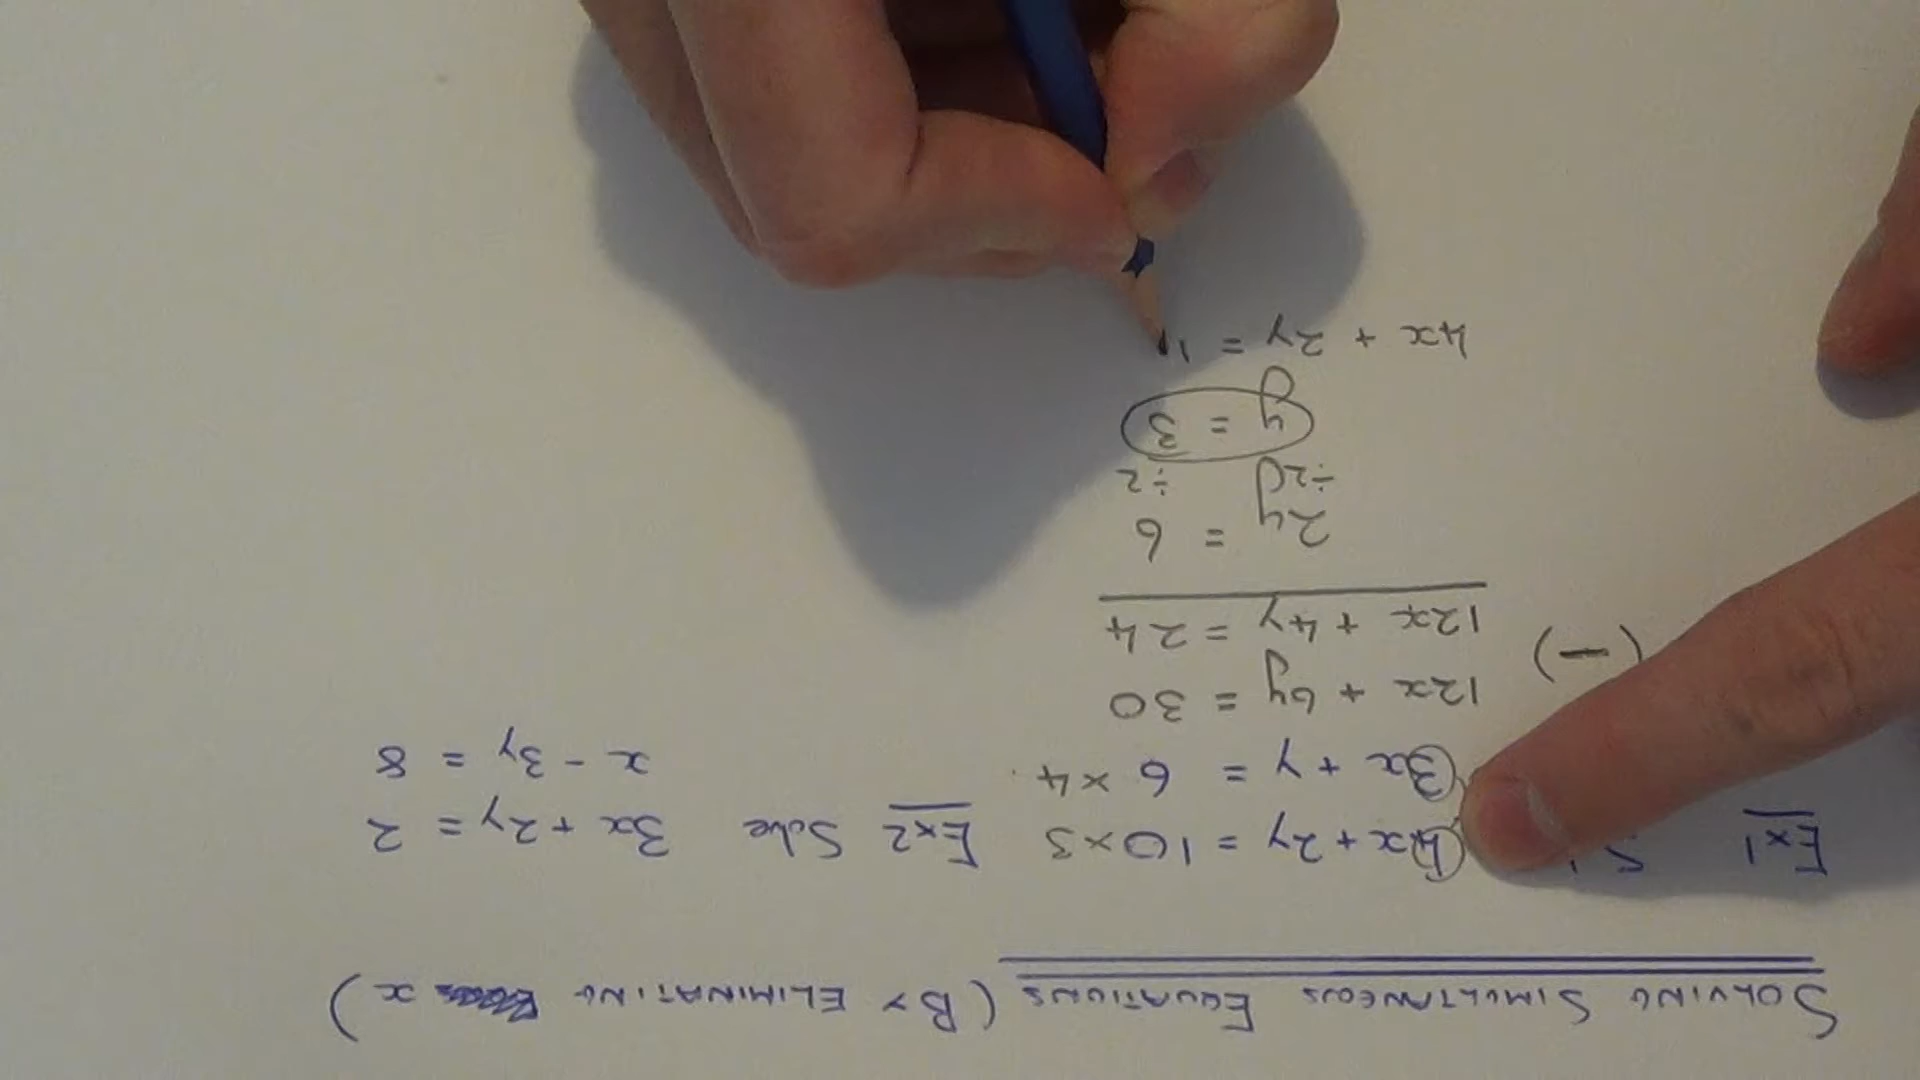 SOLVING SIMULTANEOUS EQUATIONS (BY ELIMINATING x)
Ex1
4x + 2y = 10 ×3
3x + y = 6 ×4
12x + 6y = 30
(-)
12x + 4y = 24
2y = 6
÷2 ÷2
y = 3
4x + 2y = 1
Ex2 Solve 3x + 2y = 2
x - 3y = 8